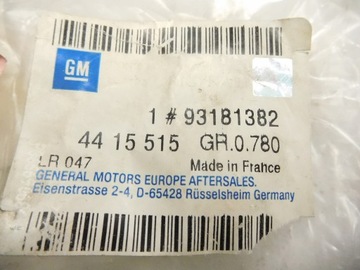 GM
1 # 93181382
44 15 515 GR.0.780
LR 047 Made in France
GENERAL MOTORS EUROPE AFTERSALES.
Eisenstrasse 2-4, D-65428 Rüsselsheim Germany